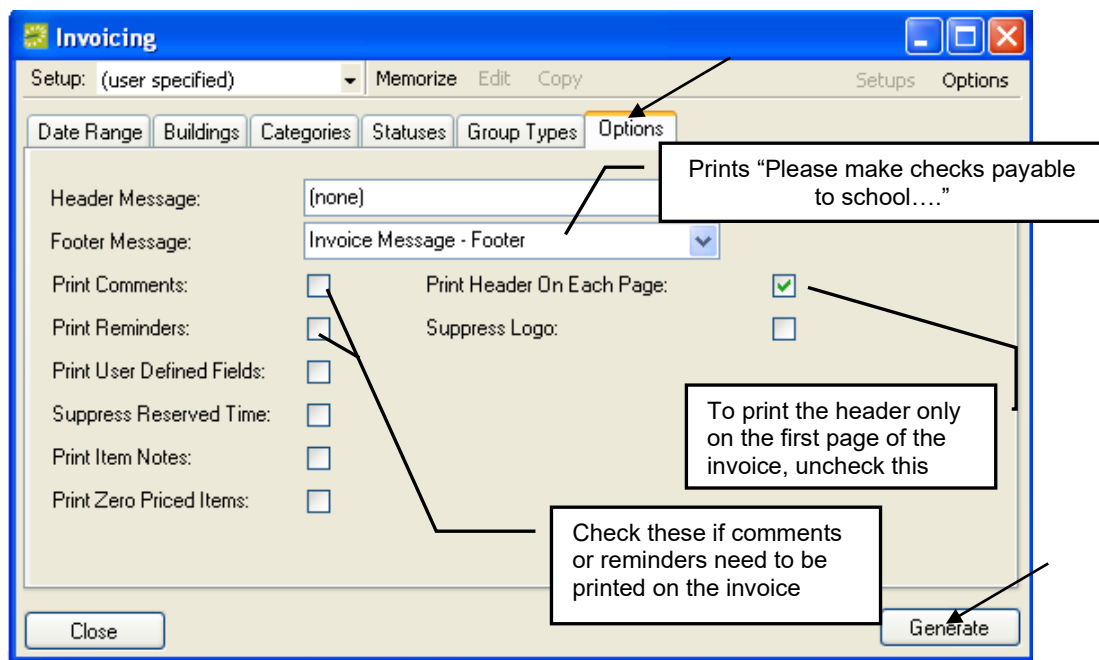 Invoicing
Setup: (user specified) Memorize Edit Copy Setups Options
Date Range Buildings Categories Statuses Group Types Options
Prints “Please make checks payable
to school….”
Header Message: (none)
Footer Message: Invoice Message - Footer
Print Comments: Print Header On Each Page:
Print Reminders: Suppress Logo:
Print User Defined Fields:
Suppress Reserved Time:
Print Item Notes:
Print Zero Priced Items:
To print the header only
on the first page of the
invoice, uncheck this
Check these if comments
or reminders need to be
printed on the invoice
Close Generate